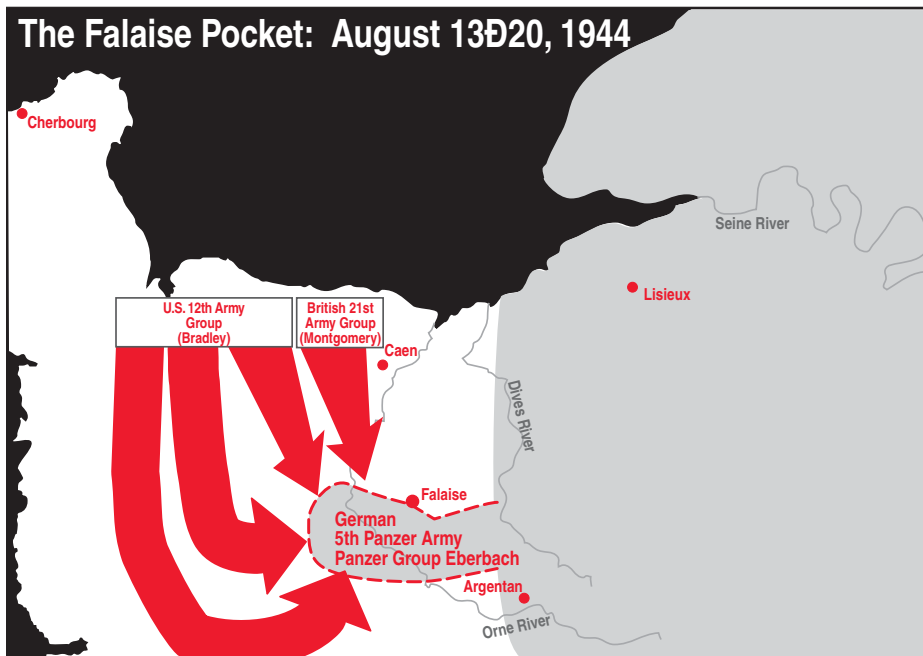 The Falaise Pocket: August 13Ð20, 1944
Cherbourg
Seine River
Lisieux
U.S. 12th Army
Group
(Bradley)
British 21st
Army Group
(Montgomery)
Caen
Dives River
Falaise
German
5th Panzer Army
Panzer Group Eberbach
Argentan
Orne River